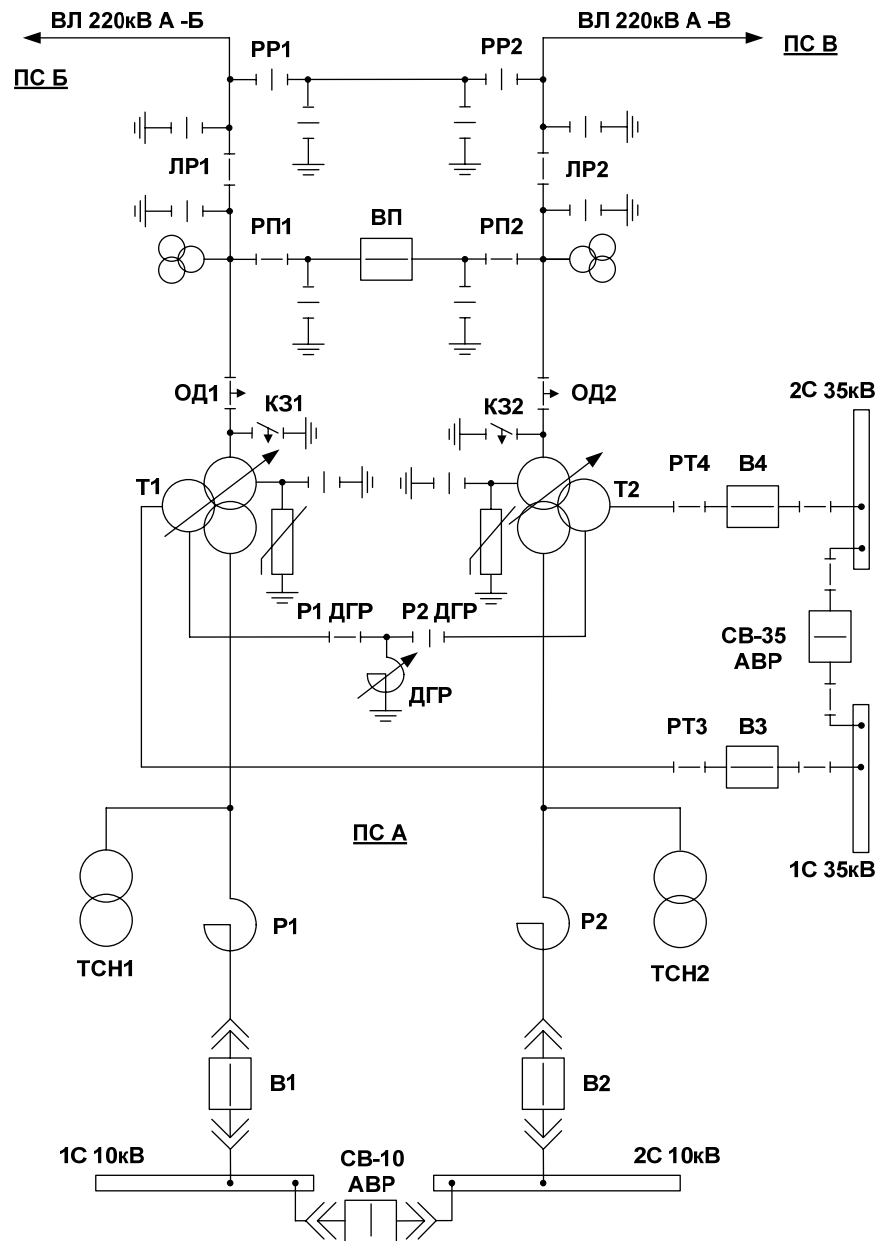 ВЛ 220кВ А -Б
ВЛ 220кВ А -В
ПС Б
РР1
РР2
ПС В
ЛР1
ЛР2
РП1
ВП
РП2
ОД1
КЗ1
КЗ2
ОД2
2С 35кВ
Т1
Т2
РТ4
В4
Р1 ДГР
Р2 ДГР
СВ-35
АВР
ДГР
РТ3
В3
ПС А
1С 35кВ
ТСН1
Р1
Р2
ТСН2
В1
В2
1С 10кВ
СВ-10
АВР
2С 10кВ